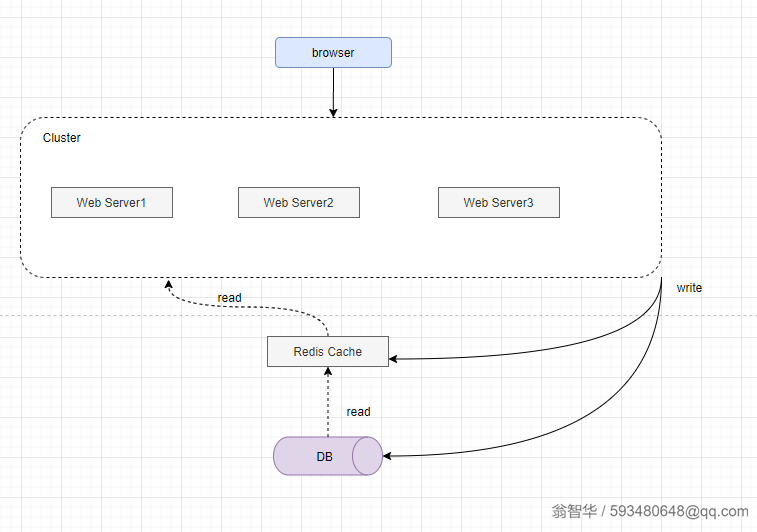 browser
Cluster
Web Server1
Web Server2
Web Server3
read
write
Redis Cache
read
DB
翁智华 / 593480648@qq.com